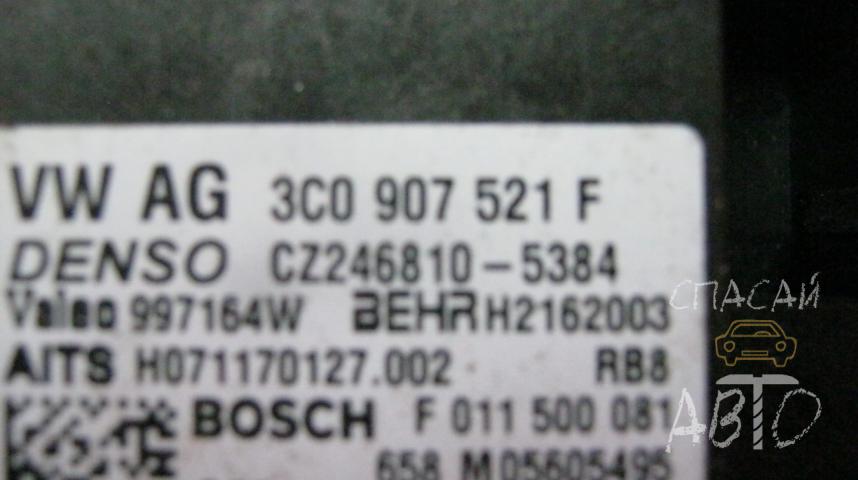 VW AG 3C0 907 521 F
DENSO CZ246810-5384
Valeo 997164W BEHR H2162003
AITS H071170127.002 RB8
BOSCH F 011 500 081
658 M05605495
СПАСАЙ
АВТО